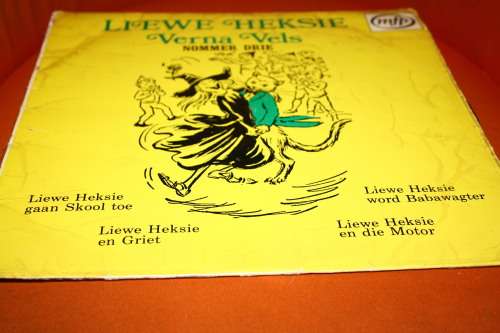 LIEWE HEKSIE
mfp
Verna Vels
NOMMER DRIE
Liewe Heksie
gaan Skool toe
Liewe Heksie
word Babawagter
Liewe Heksie
en Griet
Liewe Heksie
en die Motor